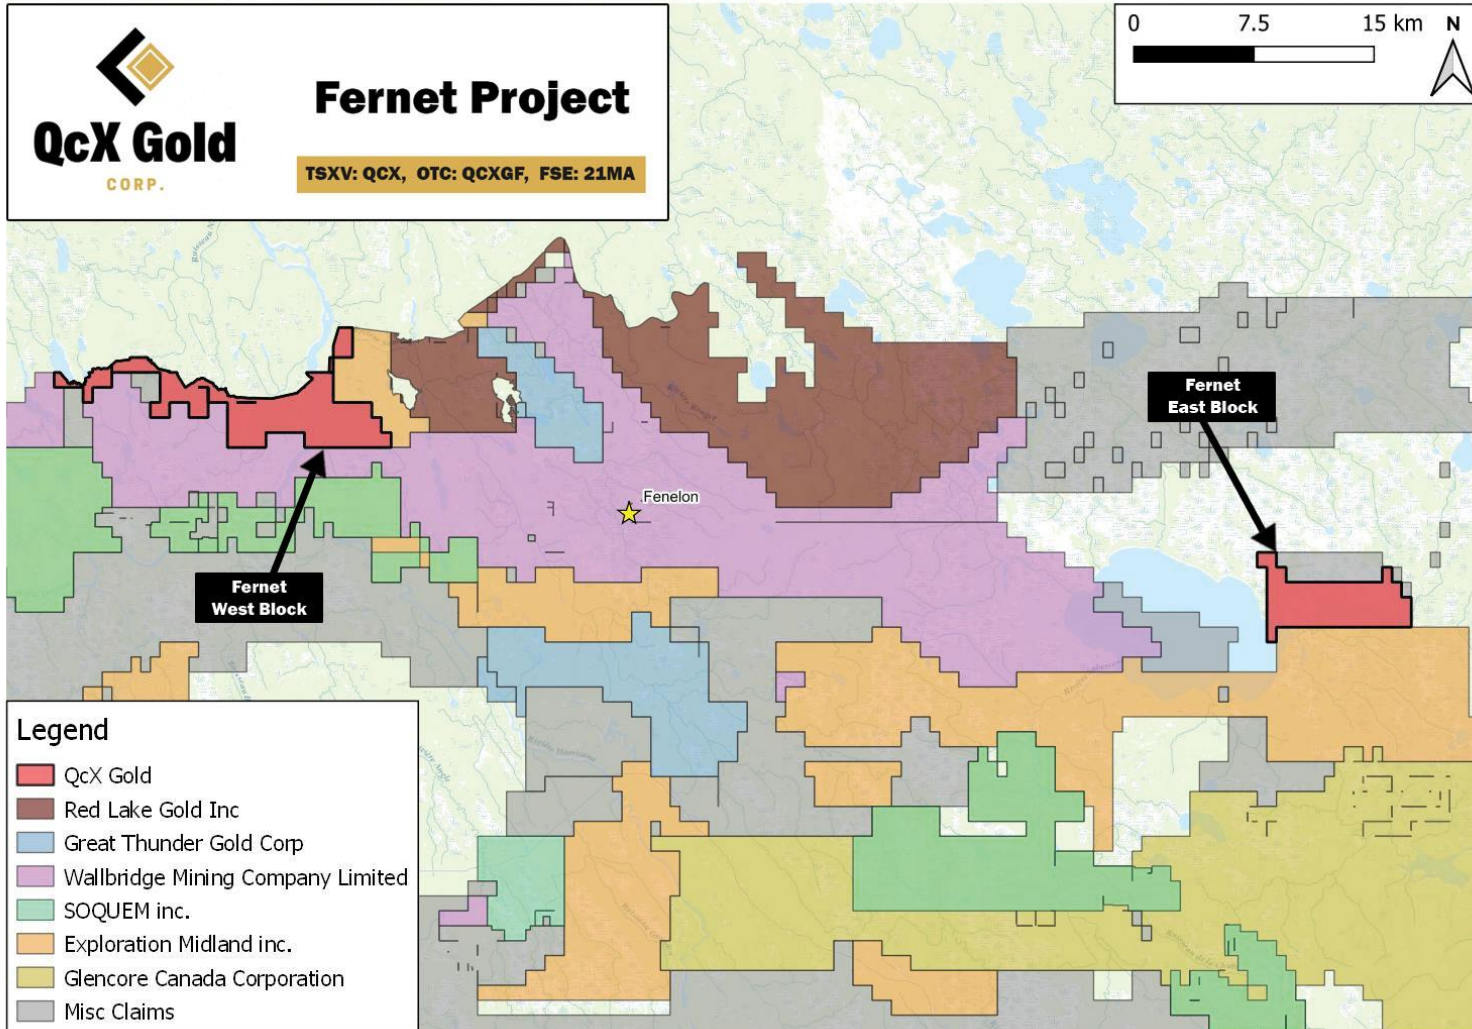 QcX Gold
CORP.
Fernet Project
TSXV: QCX, OTC: QCXGF, FSE: 21MA
0 7.5 15 km N
Fernet
East Block
Fenelon
Fernet
West Block
Legend
QcX Gold
Red Lake Gold Inc
Great Thunder Gold Corp
Wallbridge Mining Company Limited
SOQUEM inc.
Exploration Midland inc.
Glencore Canada Corporation
Misc Claims